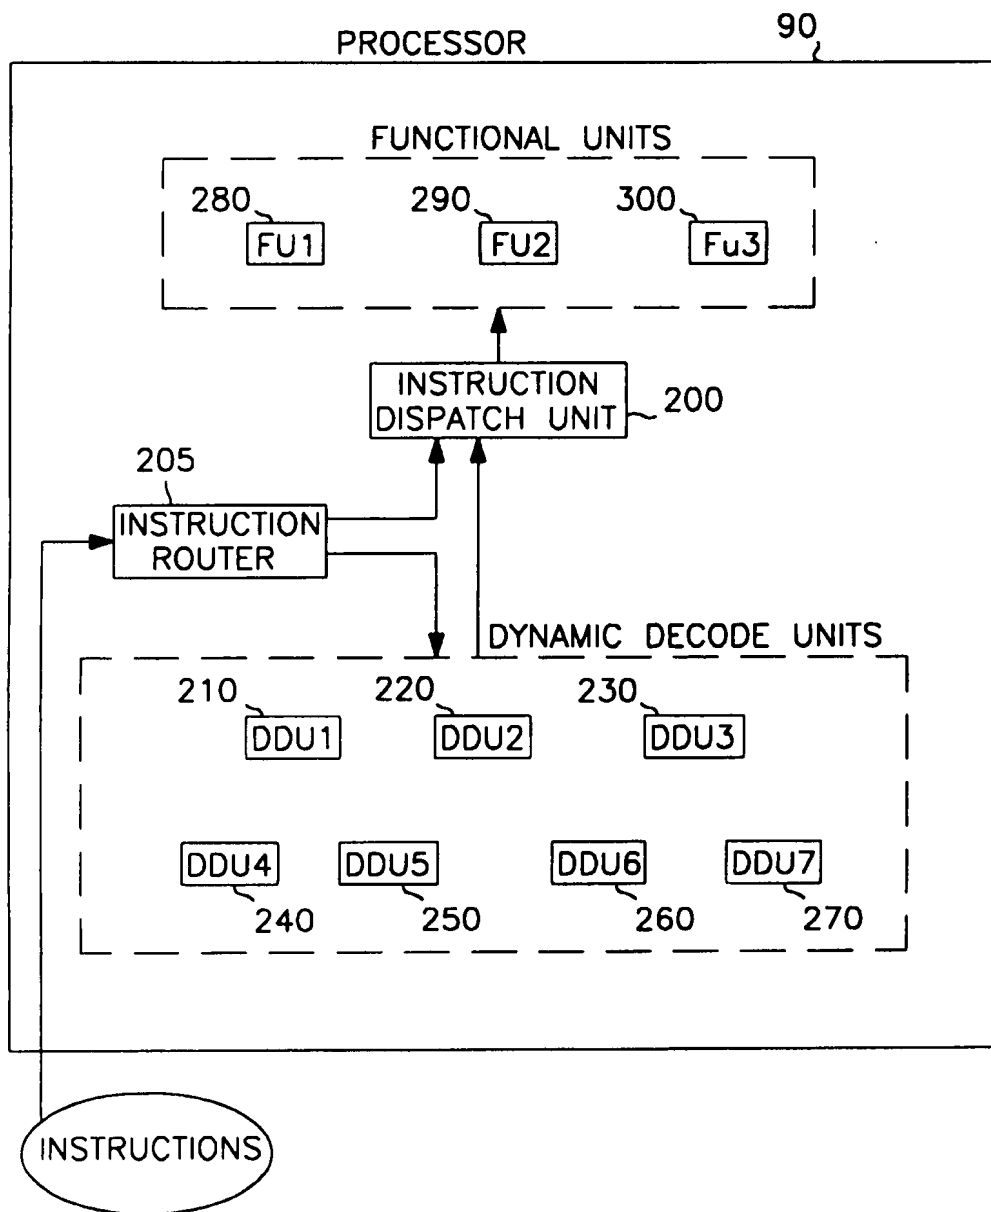 PROCESSOR
90
FUNCTIONAL UNITS
280
290
300
FU1
FU2
Fu3
INSTRUCTION
DISPATCH UNIT
200
205
INSTRUCTION
ROUTER
DYNAMIC DECODE UNITS
210
220
230
DDU1
DDU2
DDU3
DDU4
DDU5
DDU6
DDU7
240
250
260
270
INSTRUCTIONS